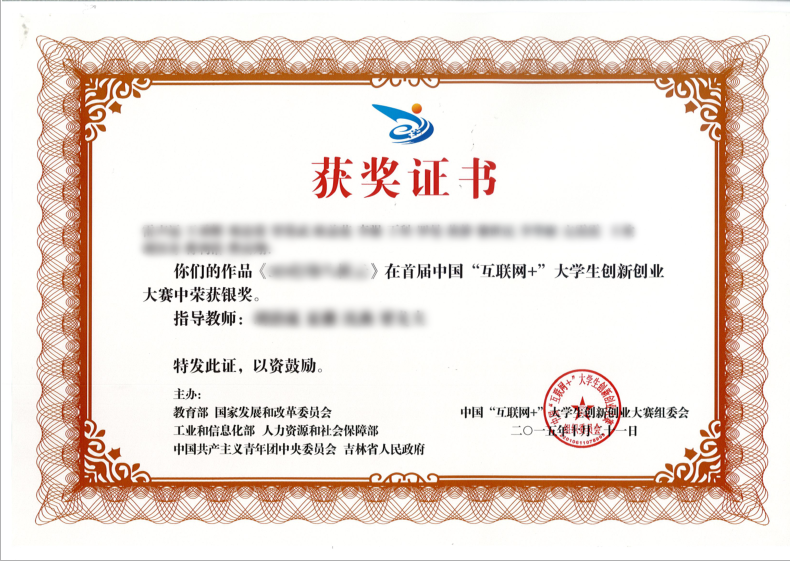 获奖证书
你们的作品《 》在首届中国“互联网+”大学生创新创业
大赛中荣获银奖。
指导教师：
特发此证，以资鼓励。
主办：
教育部 国家发展和改革委员会
工业和信息化部 人力资源和社会保障部
中国共产主义青年团中央委员会 吉林省人民政府
中国“互联网+”大学生创新创业大赛组委会
二〇一五年十月二十一日